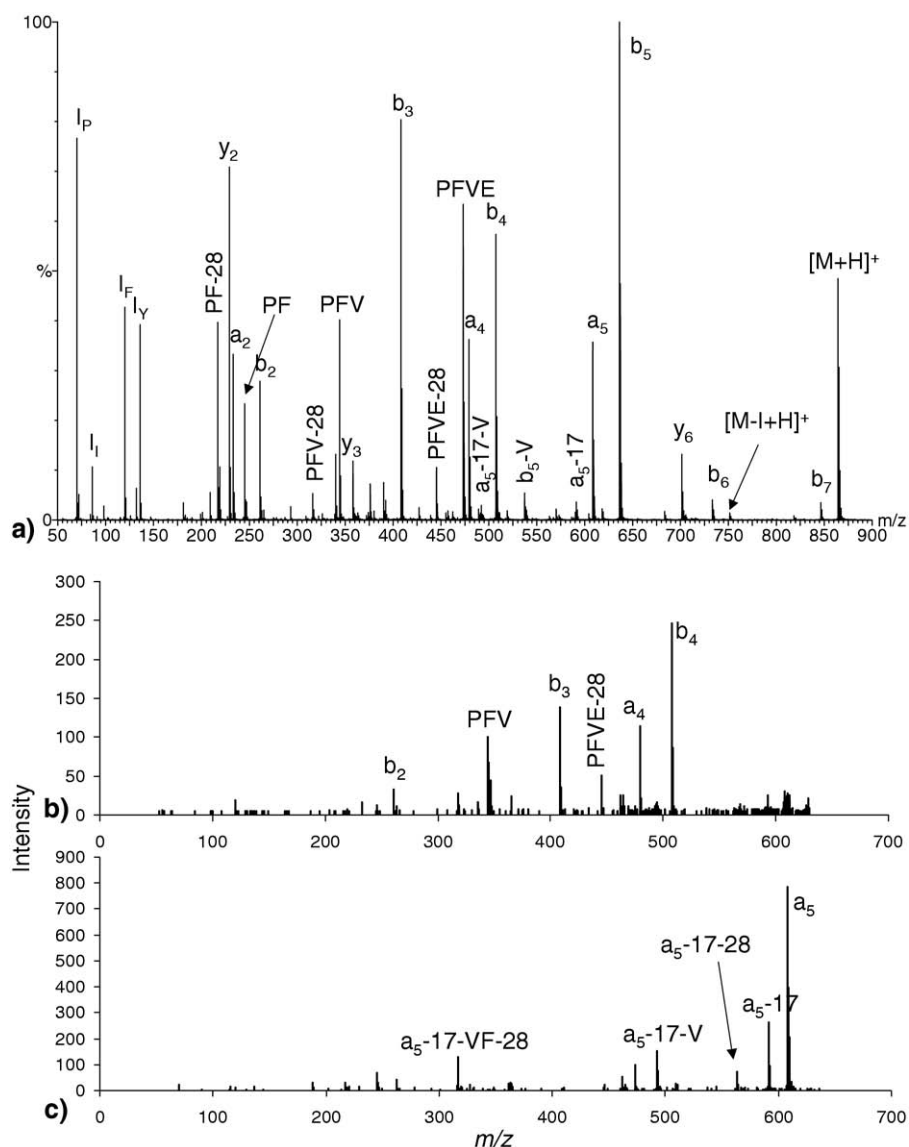 100
%
0
I_P
I_I
I_F
I_Y
PF-28
y_2
a_2
PF
b_2
PFV-28
PFV
y_3
b_3
PFVE-28
PFVE
a_4
a_5-17-V
b_4
b_5-V
a_5-17
a_5
b_5
y_6
b_6
[M-I+H]^+
b_7
[M+H]^+
a)
50 100 150 200 250 300 350 400 450 500 550 600 650 700 750 800 850 900 m/z
300
250
200
150
100
50
0
b_2
PFV
b_3
PFVE-28
a_4
b_4
b)
0 100 200 300 400 500 600 700
Intensity
900
800
700
600
500
400
300
200
100
0
a_5-17-VF-28
a_5-17-V
a_5-17-28
a_5-17
a_5
c)
0 100 200 300 400 500 600 700
m/z